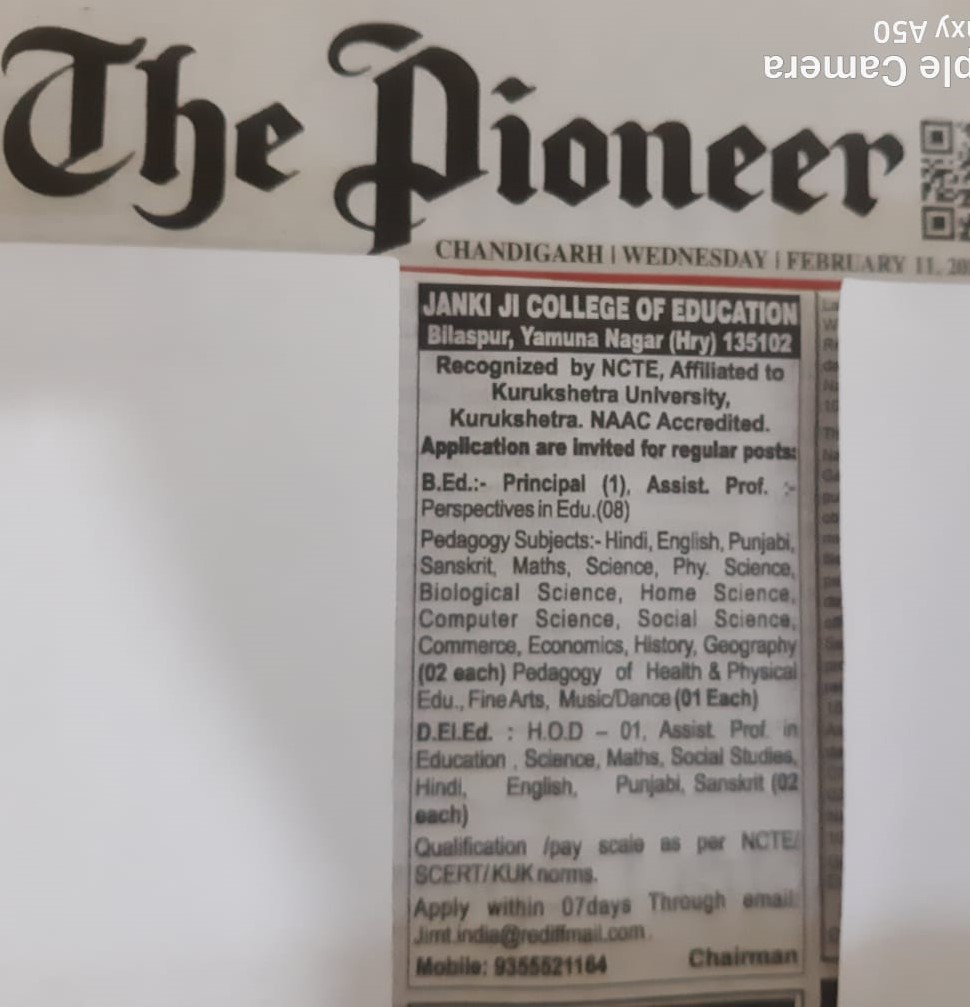 The Pioneer
CHANDIGARH | WEDNESDAY | FEBRUARY 11,
JANKI JI COLLEGE OF EDUCATION
Bilaspur, Yamuna Nagar (Hry) 135102
Recognized by NCTE, Affiliated to
Kurukshetra University,
Kurukshetra. NAAC Accredited.
Application are invited for regular posts:
B.Ed.:- Principal (1), Assist. Prof. :-
Perspectives in Edu.(08)
Pedagogy Subjects:- Hindi, English, Punjabi,
Sanskrit, Maths, Science, Phy. Science,
Biological Science, Home Science,
Computer Science, Social Science,
Commerce, Economics, History, Geography
(02 each) Pedagogy of Health & Physical
Edu., Fine Arts, Music/Dance (01 Each)
D.El.Ed. : H.O.D – 01, Assist. Prof. in
Education , Science, Maths, Social Studies,
Hindi, English, Punjabi, Sanskrit (02
each)
Qualification /pay scale as per NCTE/
SCERT/KUK norms.
Apply within 07days Through email:
Jimt.india@rediffmail.com.
Mobile: 9355521164 Chairman
ple Camera
xy A50